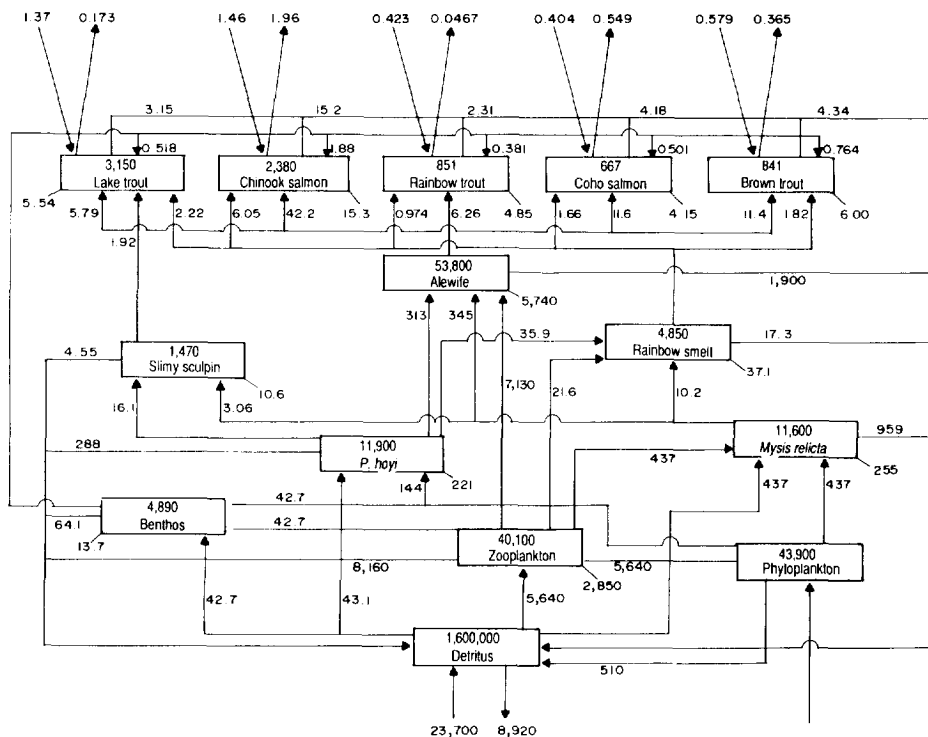 1.37 0.173 1.46 1.96 0.423 0.0467 0.404 0.549 0.579 0.365
3.15 15.2 2.31 4.18 4.34
0.518 1.88 0.381 0.501 0.764
3,150 2,380 851 667 841
Lake trout Chinook salmon Rainbow trout Coho salmon Brown trout
5.54 15.3 4.85 4.15 6.00
5.79 2.22 6.05 42.2 0.974 6.26 1.66 11.6 11.4 1.82
1.92
53,800
Alewife
1,900
5,740
313 345 35.9
4,850
Rainbow smelt
17.3
37.1
4.55
1,470
Slimy sculpin
10.6
7,130 21.6 10.2
16.1 3.06
288
11,900
P. hoyi
221
11,600
Mysis relicta
959
255
437
144 437 437
4,890
Benthos
42.7
42.7
64.1
13.7
40,100
Zooplankton
2,850
8,160
5,640
43,900
Phytoplankton
42.7 43.1 5,640
1,600,000
Detritus
510
23,700 8,920